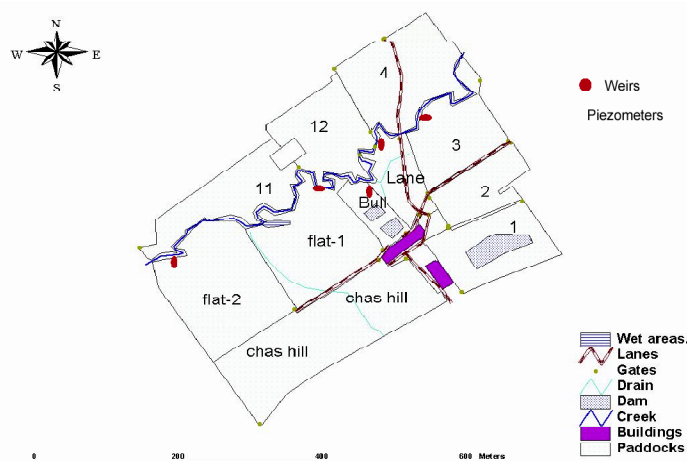 N
W E
S
4
Weirs
Piezometers
12
3
Lane
2
11
Bull
1
flat-1
flat-2
chas hill
chas hill
Wet areas.
Lanes
Gates
Drain
Dam
Creek
Buildings
Paddocks
0 200 400 600 Meters